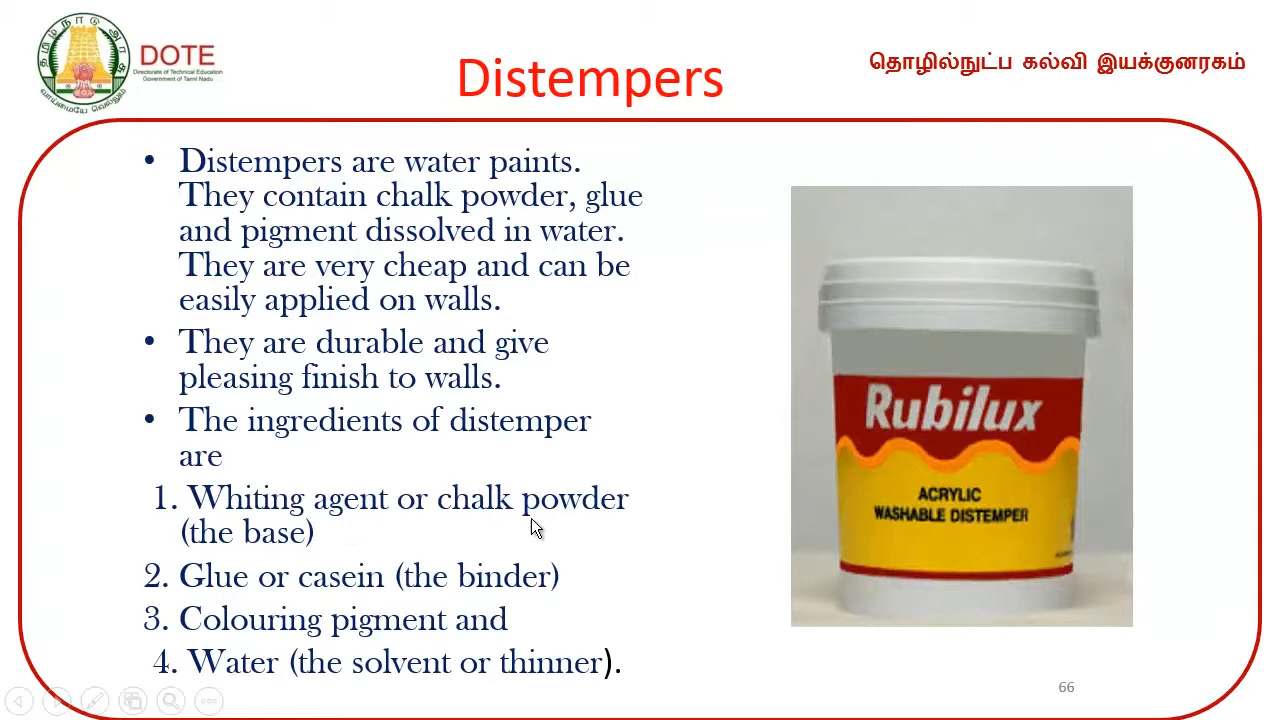 DOTE
Directorate of Technical Education
Government of Tamil Nadu
Distempers
தொழில்நுட்ப கல்வி இயக்குனரகம்
• Distempers are water paints.
They contain chalk powder, glue
and pigment dissolved in water.
They are very cheap and can be
easily applied on walls.
• They are durable and give
pleasing finish to walls.
• The ingredients of distemper
are
1. Whiting agent or chalk powder
(the base)
2. Glue or casein (the binder)
3. Colouring pigment and
4. Water (the solvent or thinner).
Rubilux
ACRYLIC
WASHABLE DISTEMPER
66